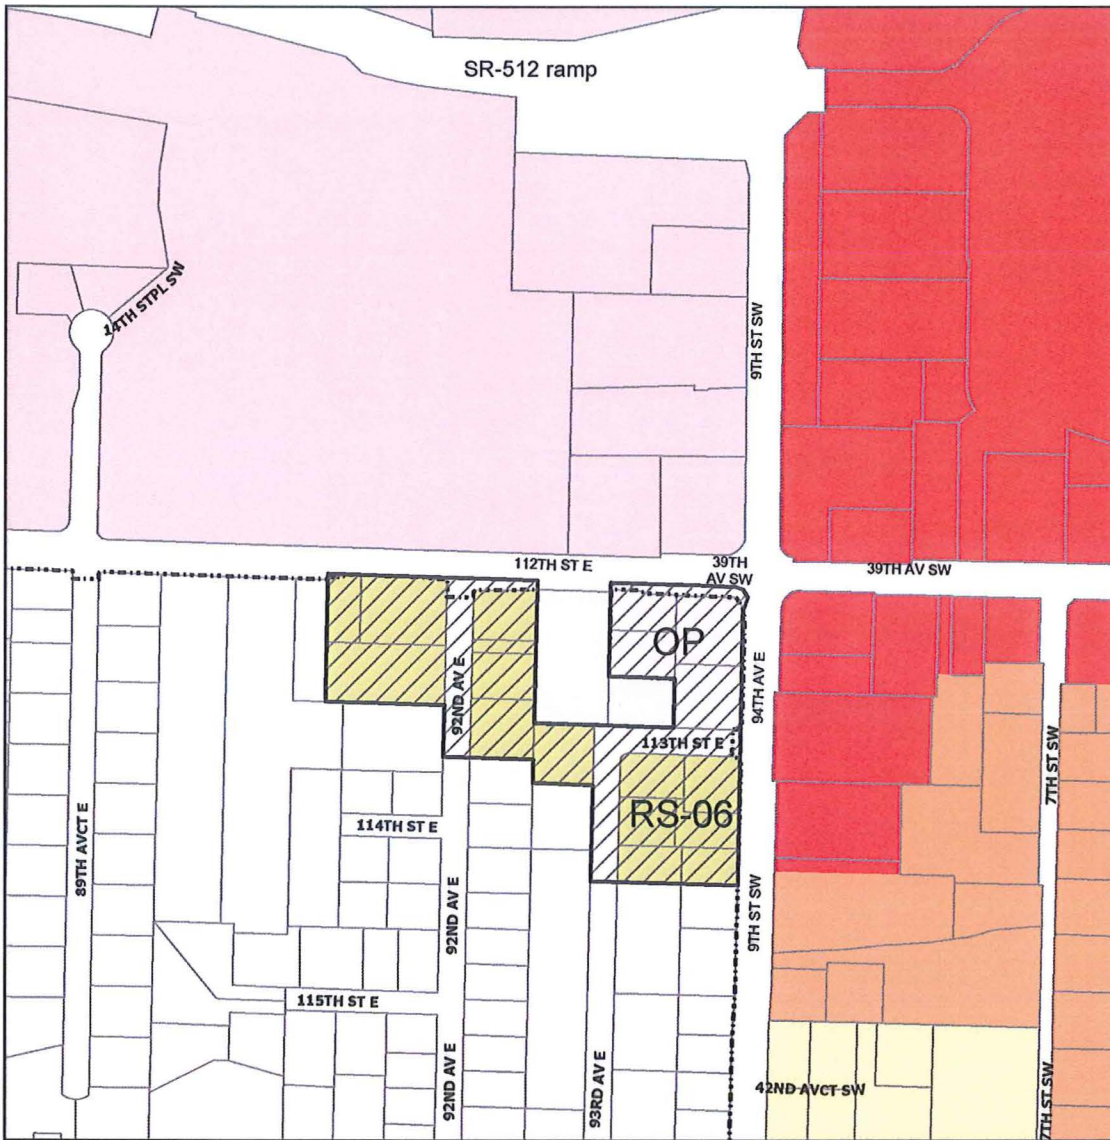 SR-512 ramp
14TH STPL SW
9TH ST SW
112TH ST E
39TH
AV SW
39TH AV SW
OP
92ND AV E
94TH AV E
113TH ST E
7TH ST SW
RS-06
114TH ST E
89TH AVCT E
92ND AV E
9TH ST SW
115TH ST E
92ND AV E
93RD AV E
42ND AVCT SW
7TH ST SW